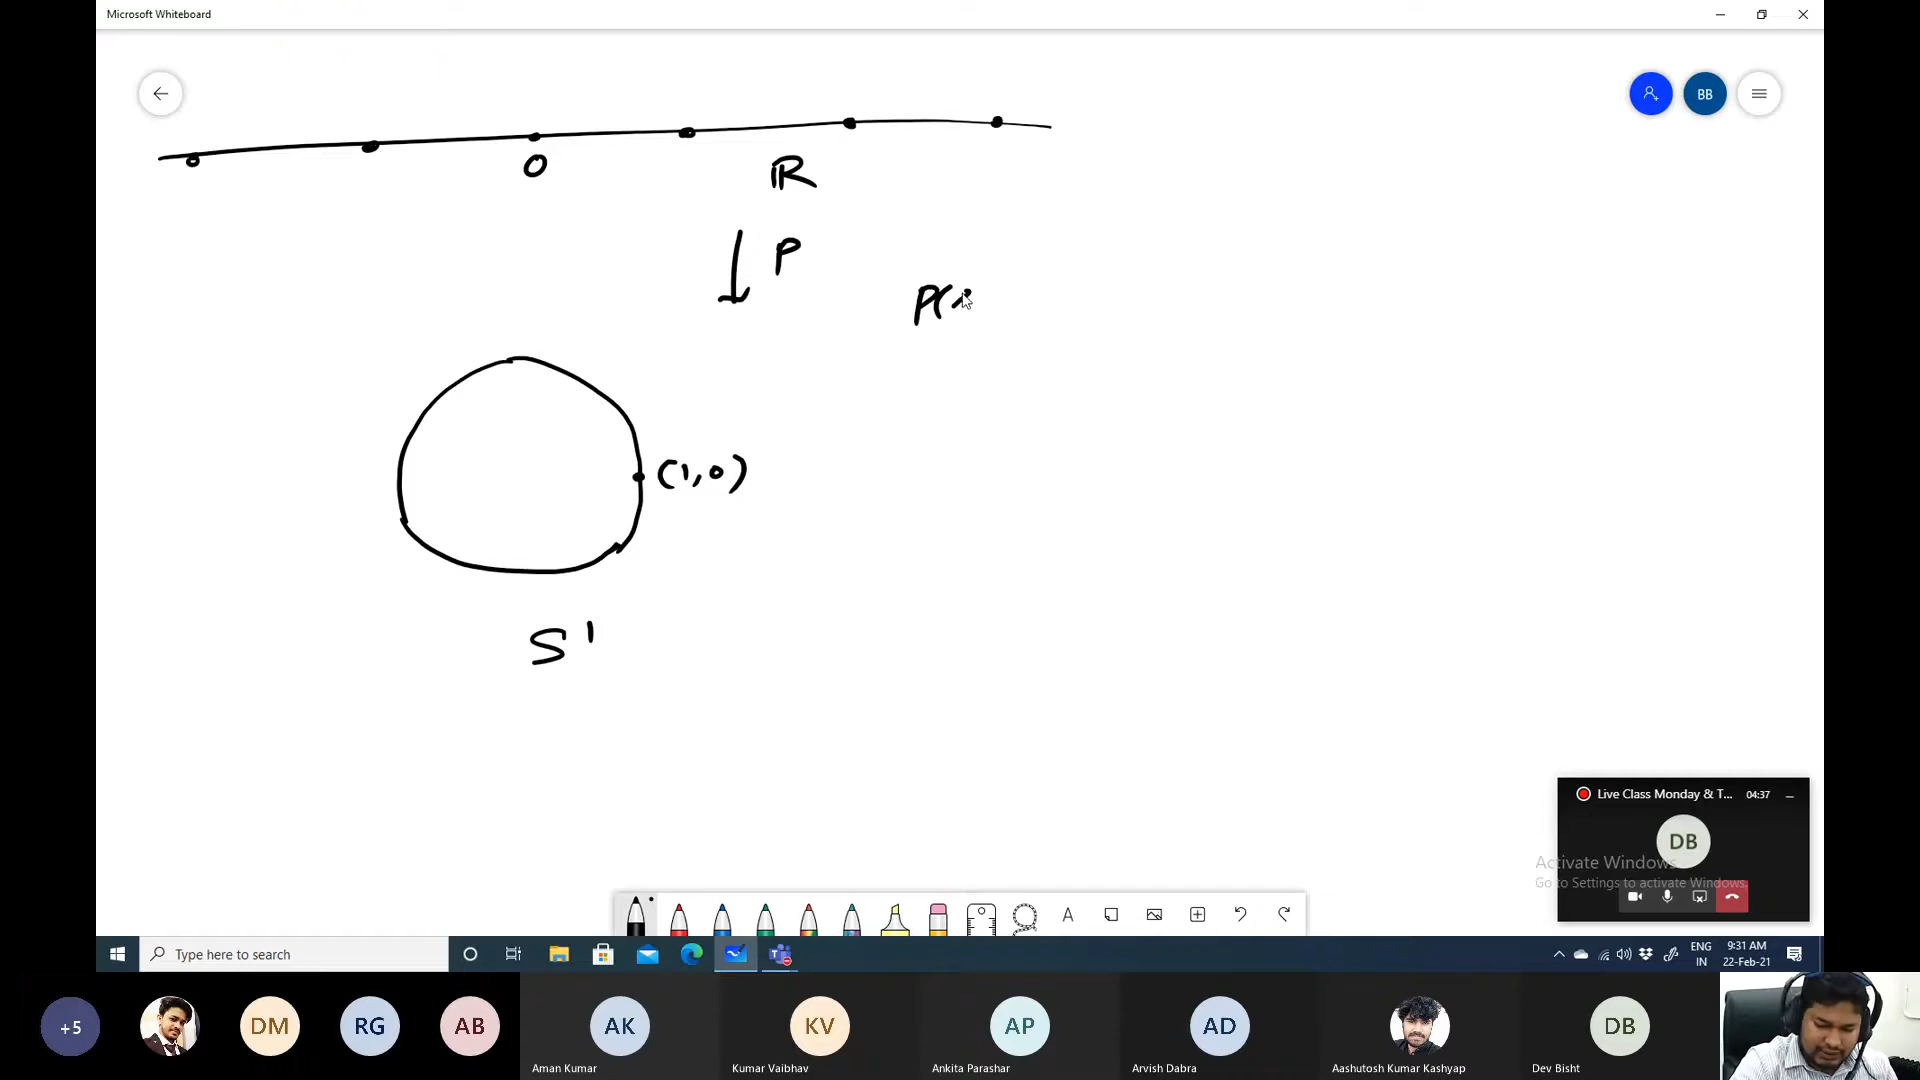 Microsoft Whiteboard
BB
0
ℝ
P
P(
(1,0)
S¹
Live Class Monday & T...
04:37
DB
Activate Windows
Go to Settings to activate Windows.
A
Type here to search
ENG
IN
9:31 AM
22-Feb-21
+5
DM
RG
AB
AK
KV
AP
AD
DB
Aman Kumar
Kumar Vaibhav
Ankita Parashar
Arvish Dabra
Aashutosh Kumar Kashyap
Dev Bisht